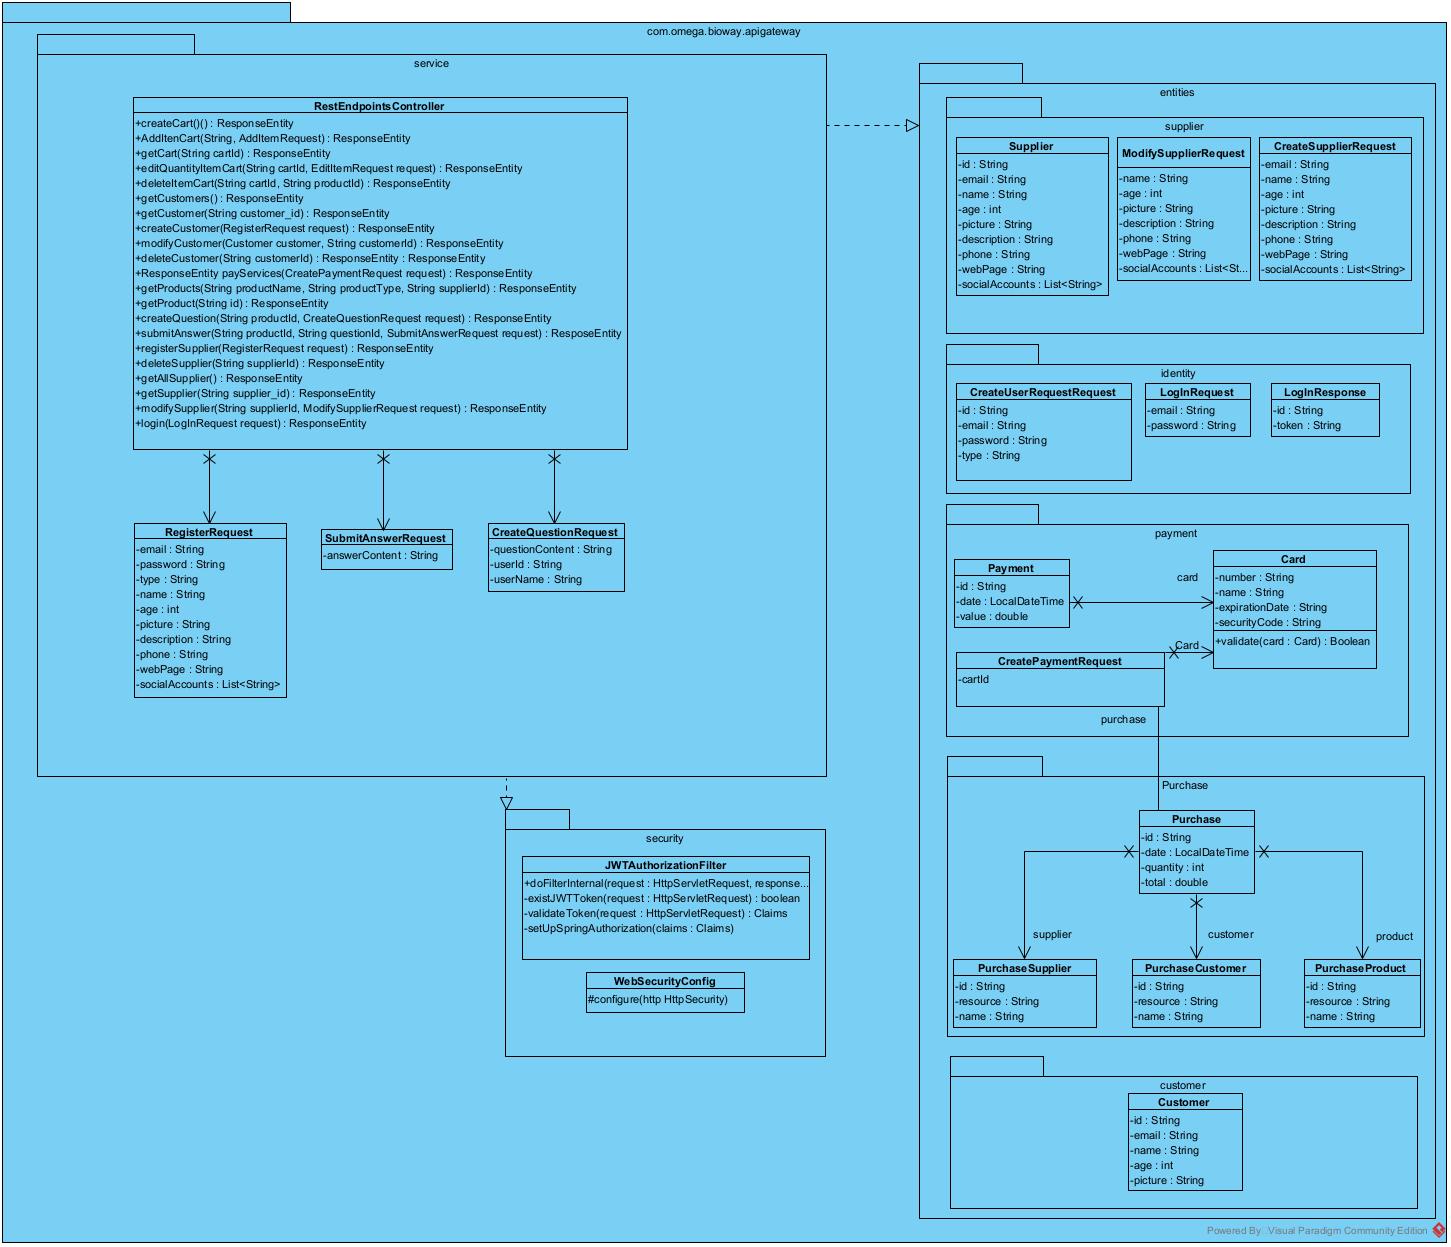 com.omega.bioway.apigateway
service
RestEndpointsController
+createCart()() : ResponseEntity
+AddItenCart(String, AddItemRequest) : ResponseEntity
+getCart(String cartId) : ResponseEntity
+editQuantityItemCart(String cartId, EditItemRequest request) : ResponseEntity
+deleteItemCart(String cartId, String productId) : ResponseEntity
+getCustomers() : ResponseEntity
+getCustomer(String customer_id) : ResponseEntity
+createCustomer(RegisterRequest request) : ResponseEntity
+modifyCustomer(Customer customer, String customerId) : ResponseEntity
+deleteCustomer(String customerId) : ResponseEntity : ResponseEntity
+ResponseEntity payServices(CreatePaymentRequest request) : ResponseEntity
+getProducts(String productName, String productType, String supplierId) : ResponseEntity
+getProduct(String id) : ResponseEntity
+createQuestion(String productId, CreateQuestionRequest request) : ResponseEntity
+submitAnswer(String productId, String questionId, SubmitAnswerRequest request) : ResposeEntity
+registerSupplier(RegisterRequest request) : ResponseEntity
+deleteSupplier(String supplierId) : ResponseEntity
+getAllSupplier() : ResponseEntity
+getSupplier(String supplier_id) : ResponseEntity
+modifySupplier(String supplierId, ModifySupplierRequest request) : ResponseEntity
+login(LogInRequest request) : ResponseEntity
RegisterRequest
-email : String
-password : String
-type : String
-name : String
-age : int
-picture : String
-description : String
-phone : String
-webPage : String
-socialAccounts : List<String>
SubmitAnswerRequest
-answerContent : String
CreateQuestionRequest
-questionContent : String
-userId : String
-userName : String
security
JWTAuthorizationFilter
+doFilterInternal(request : HttpServletRequest, response...
-existJWTToken(request : HttpServletRequest) : boolean
-validateToken(request : HttpServletRequest) : Claims
-setUpSpringAuthorization(claims : Claims)
WebSecurityConfig
#configure(http HttpSecurity)
entities
supplier
Supplier
-id : String
-email : String
-name : String
-age : int
-picture : String
-description : String
-phone : String
-webPage : String
-socialAccounts : List<String>
ModifySupplierRequest
-name : String
-age : int
-picture : String
-description : String
-phone : String
-webPage : String
-socialAccounts : List<St...
CreateSupplierRequest
-email : String
-name : String
-age : int
-picture : String
-description : String
-phone : String
-webPage : String
-socialAccounts : List<String>
identity
CreateUserRequestRequest
-id : String
-email : String
-password : String
-type : String
LogInRequest
-email : String
-password : String
LogInResponse
-id : String
-token : String
payment
Payment
-id : String
-date : LocalDateTime
-value : double
card
Card
-number : String
-name : String
-expirationDate : String
-securityCode : String
+validate(card : Card) : Boolean
Card
CreatePaymentRequest
-cartId
purchase
Purchase
Purchase
-id : String
-date : LocalDateTime
-quantity : int
-total : double
supplier
customer
product
PurchaseSupplier
-id : String
-resource : String
-name : String
PurchaseCustomer
-id : String
-resource : String
-name : String
PurchaseProduct
-id : String
-resource : String
-name : String
customer
Customer
-id : String
-email : String
-name : String
-age : int
-picture : String
Powered By Visual Paradigm Community Edition